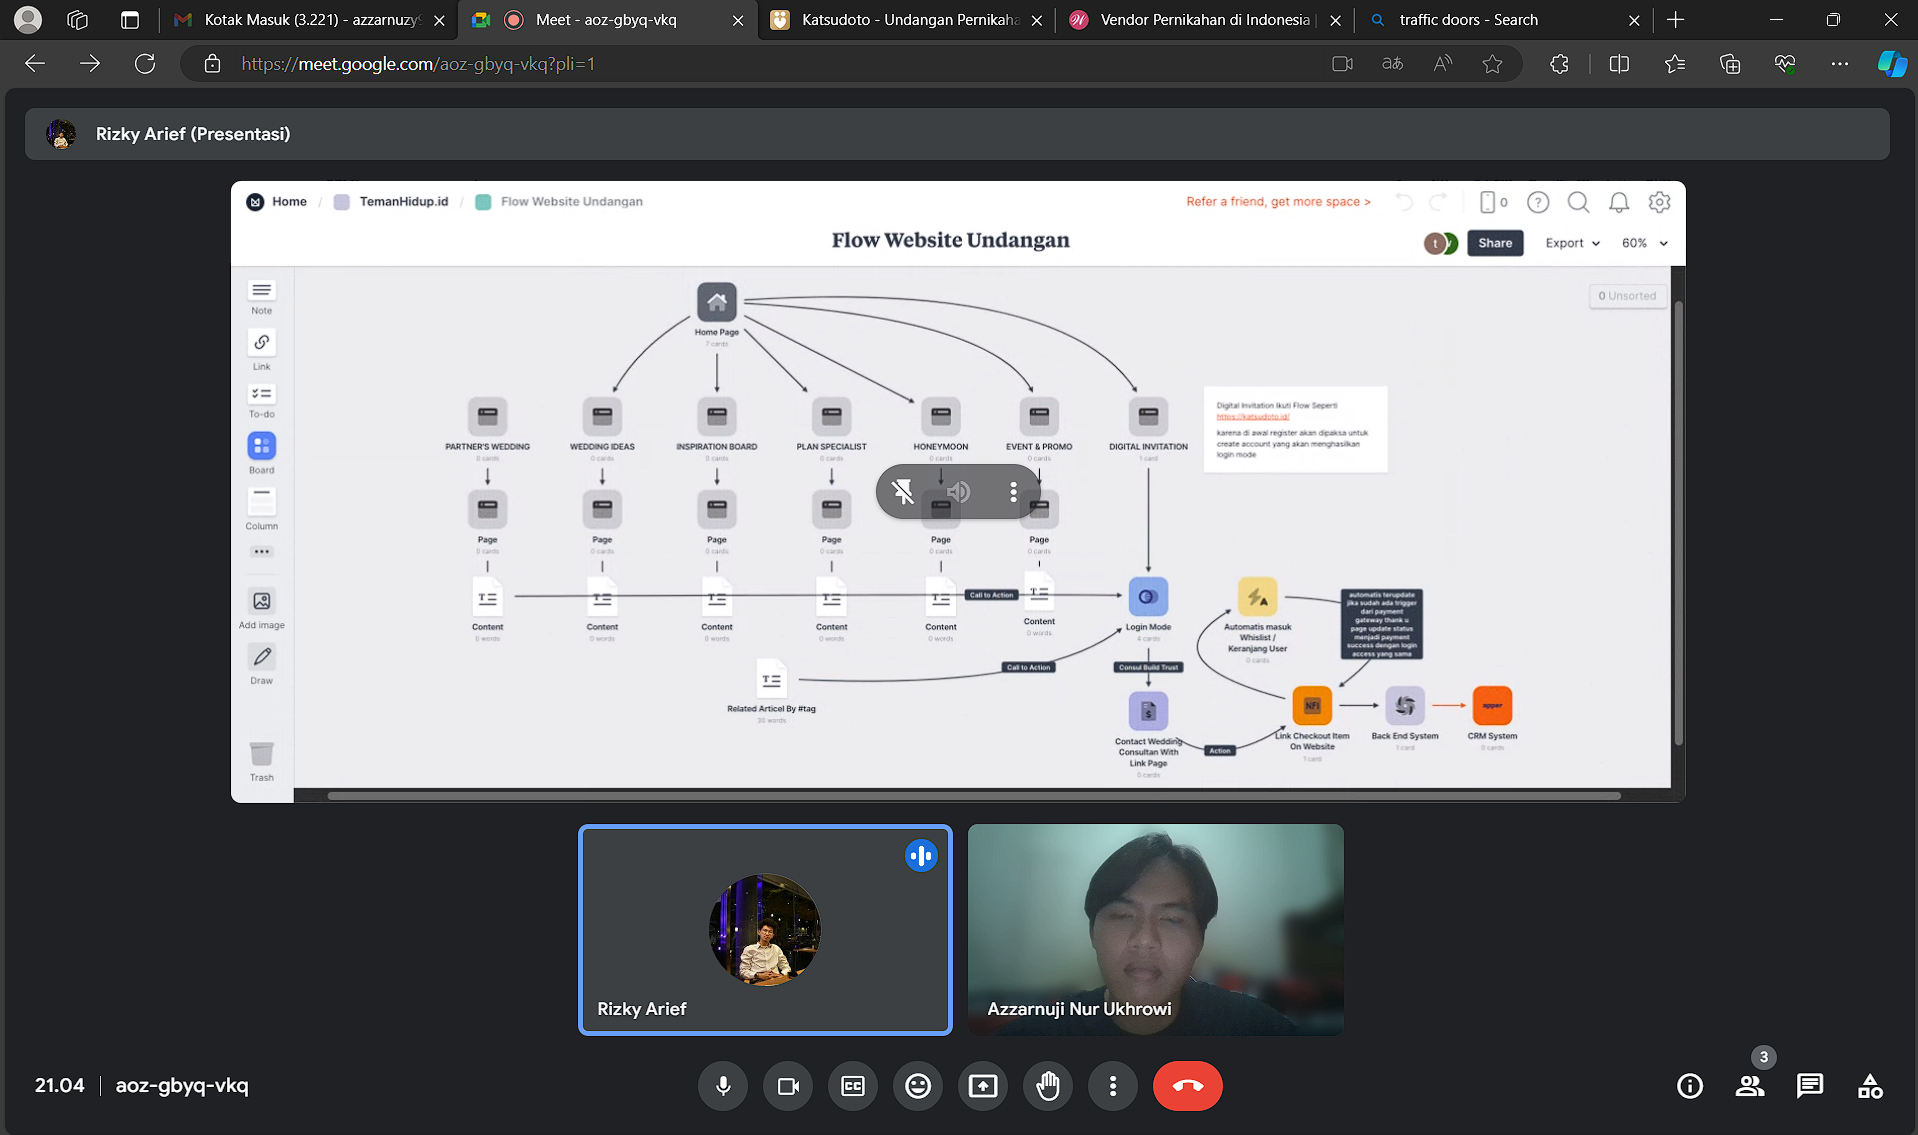 Kotak Masuk (3.221) - azzarnuzy9
Meet - aoz-gbyq-vkq
Katsudoto - Undangan Pernikaha
Vendor Pernikahan di Indonesia
traffic doors - Search
https://meet.google.com/aoz-gbyq-vkq?pli=1
Rizky Arief (Presentasi)
Home / TemanHidup.id / Flow Website Undangan
Refer a friend, get more space >
0
Flow Website Undangan
Share
Export
60%
Note
Link
To-do
Board
Column
Add image
Draw
Trash
0 Unsorted
Home Page
7 cards
PARTNER'S WEDDING
0 cards
WEDDING IDEAS
0 cards
INSPIRATION BOARD
0 cards
PLAN SPECIALIST
0 cards
HONEYMOON
0 cards
EVENT & PROMO
0 cards
DIGITAL INVITATION
1 card
Digital Invitation Ikuti Flow Seperti
https://katsudoto.id/
karena di awal register akan dipaksa untuk
create account yang akan menghasilkan
login mode
Page
0 cards
Page
0 cards
Page
0 cards
Page
0 cards
Page
0 cards
Page
0 cards
Content
0 words
Content
0 words
Content
0 words
Content
0 words
Content
0 words
Content
0 words
Call to Action
Login Mode
4 cards
Automatis masuk
Whislist /
Keranjang User
0 cards
automatis terupdate
jika sudah ada trigger
dari payment
gateway thank u
page update status
menjadi payment
success dengan login
access yang sama
Call to Action
Consul Build Trust
Related Articel By #tag
30 words
Contact Wedding
Consultan With
Link Page
0 cards
Action
NFI
Link Checkout Item
On Website
1 card
Back End System
1 card
apper
CRM System
0 cards
Rizky Arief
Azzarnuji Nur Ukhrowi
21.04 | aoz-gbyq-vkq
3